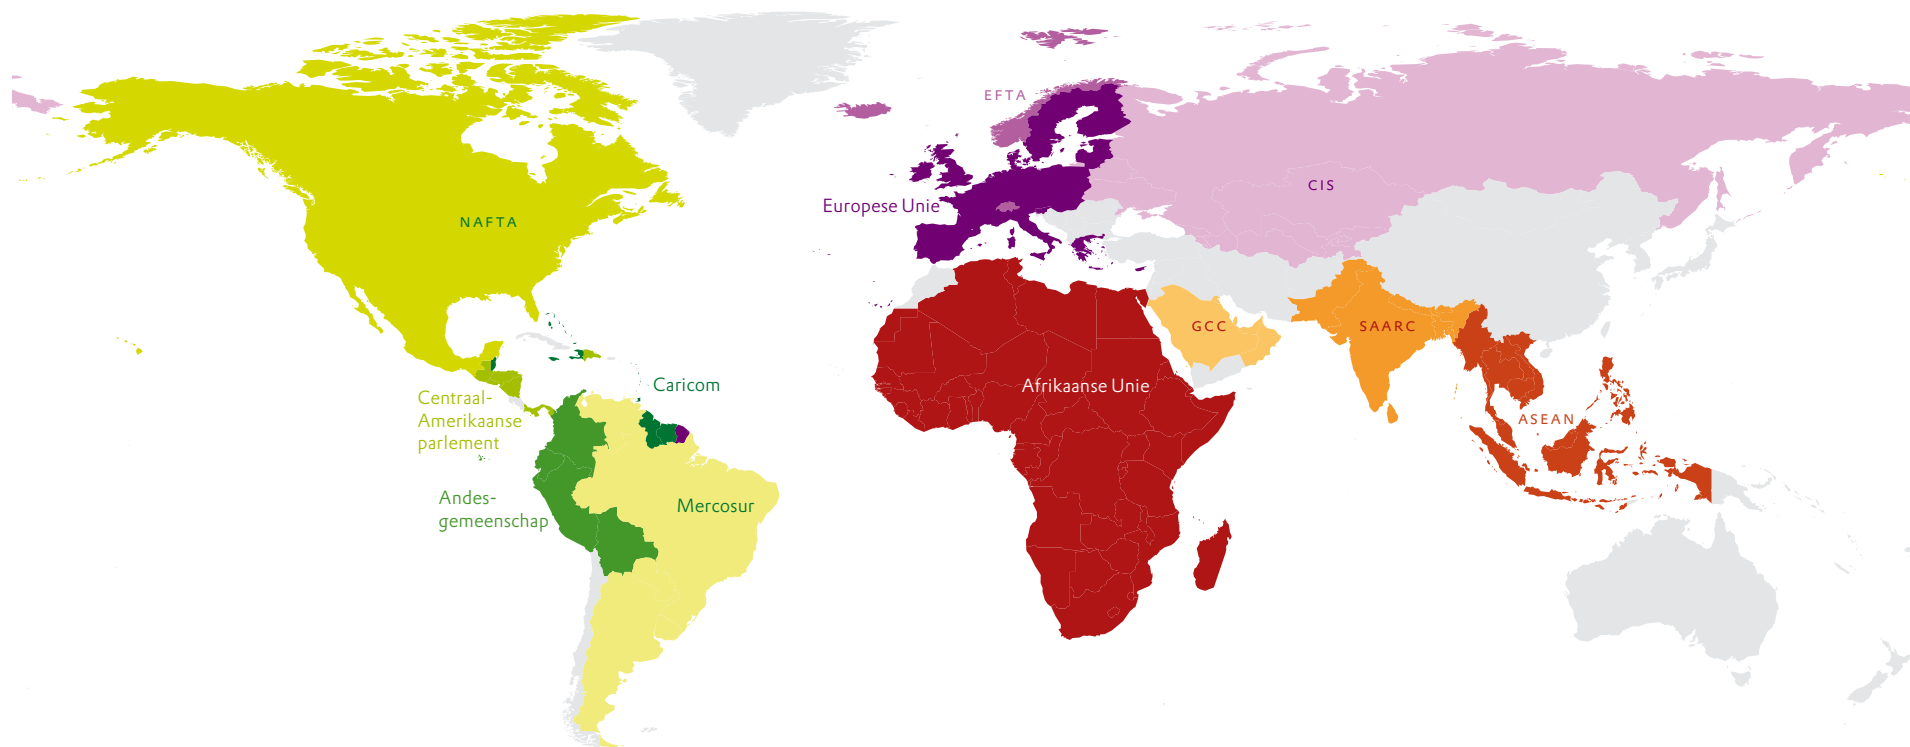 EFTA
CIS
Europese Unie
NAFTA
GCC
SAARC
Caricom
Afrikaanse Unie
Centraal-
Amerikaanse
parlement
ASEAN
Andes-
gemeenschap
Mercosur